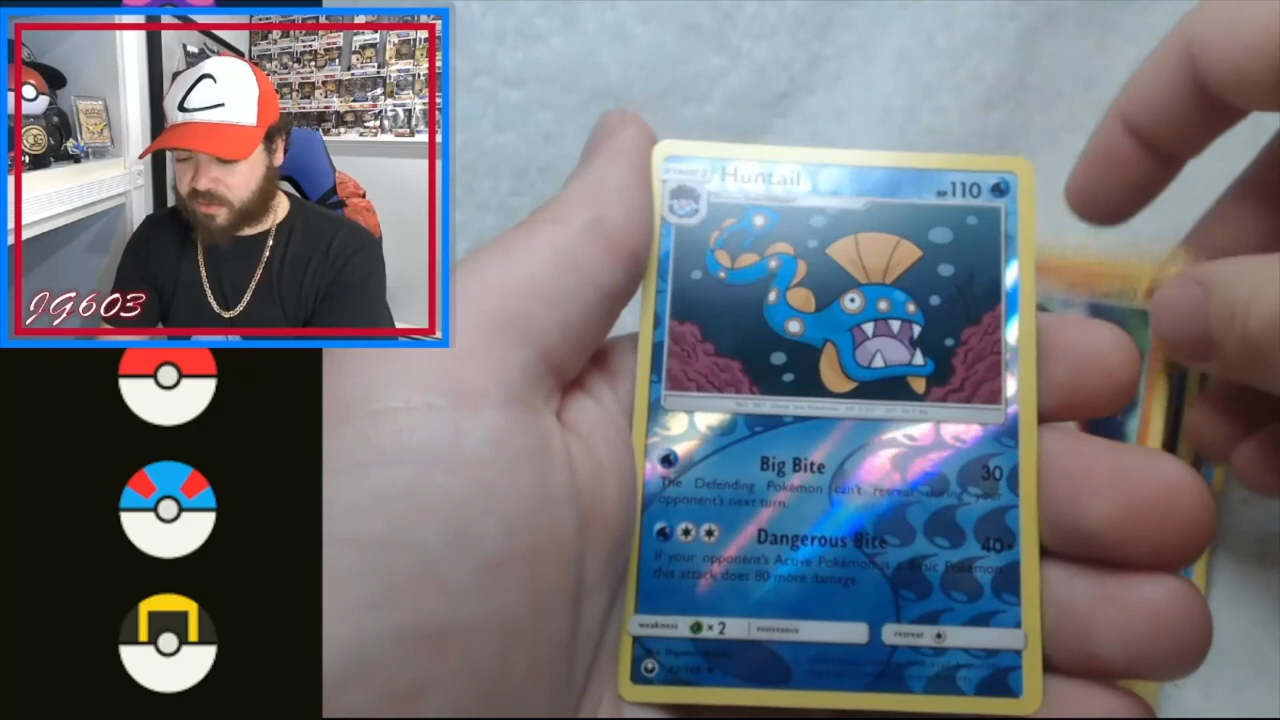 C
JG603
Huntail
HP 110
Big Bite
30
The Defending Pokémon can't retreat during your
opponent's next turn.
Dangerous Bite
40+
If your opponent's Active Pokémon is a Basic Pokémon
this attack does 80 more damage.
weakness
×2
resistance
retreat